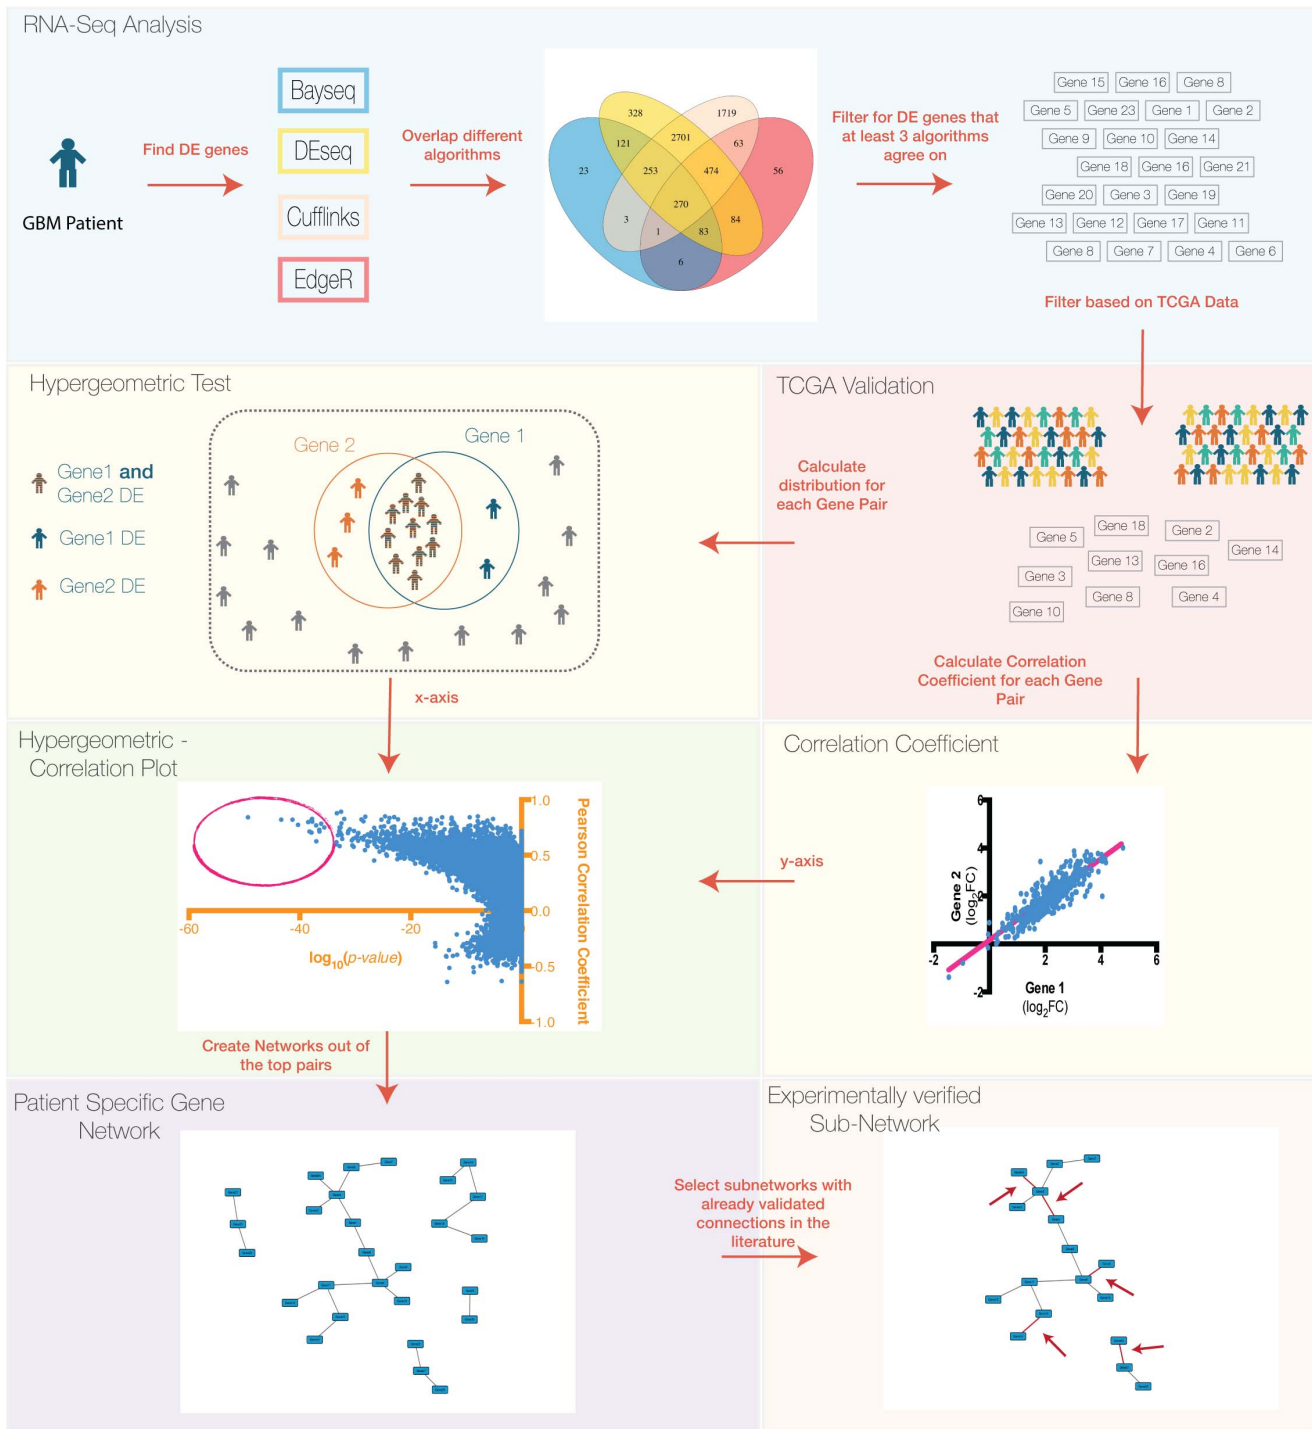 RNA-Seq Analysis
GBM Patient
Find DE genes
Bayseq
DEseq
Cufflinks
EdgeR
Overlap different
algorithms
328
1719
121
2701
63
23
253
474
56
270
3
84
1
83
6
Filter for DE genes that
at least 3 algorithms
agree on
Gene 15 Gene 16 Gene 8
Gene 5 Gene 23 Gene 1 Gene 2
Gene 9 Gene 10 Gene 14
Gene 18 Gene 16 Gene 21
Gene 20 Gene 3 Gene 19
Gene 13 Gene 12 Gene 17 Gene 11
Gene 8 Gene 7 Gene 4 Gene 6
Filter based on TCGA Data
TCGA Validation
Gene 18
Gene 5
Gene 2
Gene 14
Gene 13
Gene 16
Gene 3
Gene 8
Gene 4
Gene 10
Calculate
distribution for
each Gene Pair
Calculate Correlation
Coefficient for each Gene
Pair
Hypergeometric Test
Gene 2
Gene 1
Gene1 and
Gene2 DE
Gene1 DE
Gene2 DE
x-axis
Correlation Coefficient
6
4
2
-2
-2
2
4
6
Gene 2
(log2FC)
Gene 1
(log2FC)
y-axis
Hypergeometric -
Correlation Plot
1.0
0.5
0.0
-0.5
-1.0
-60
-40
-20
log10(p-value)
Pearson Correlation Coefficient
Create Networks out of
the top pairs
Patient Specific Gene
Network
Select subnetworks with
already validated
connections in the
literature
Experimentally verified
Sub-Network